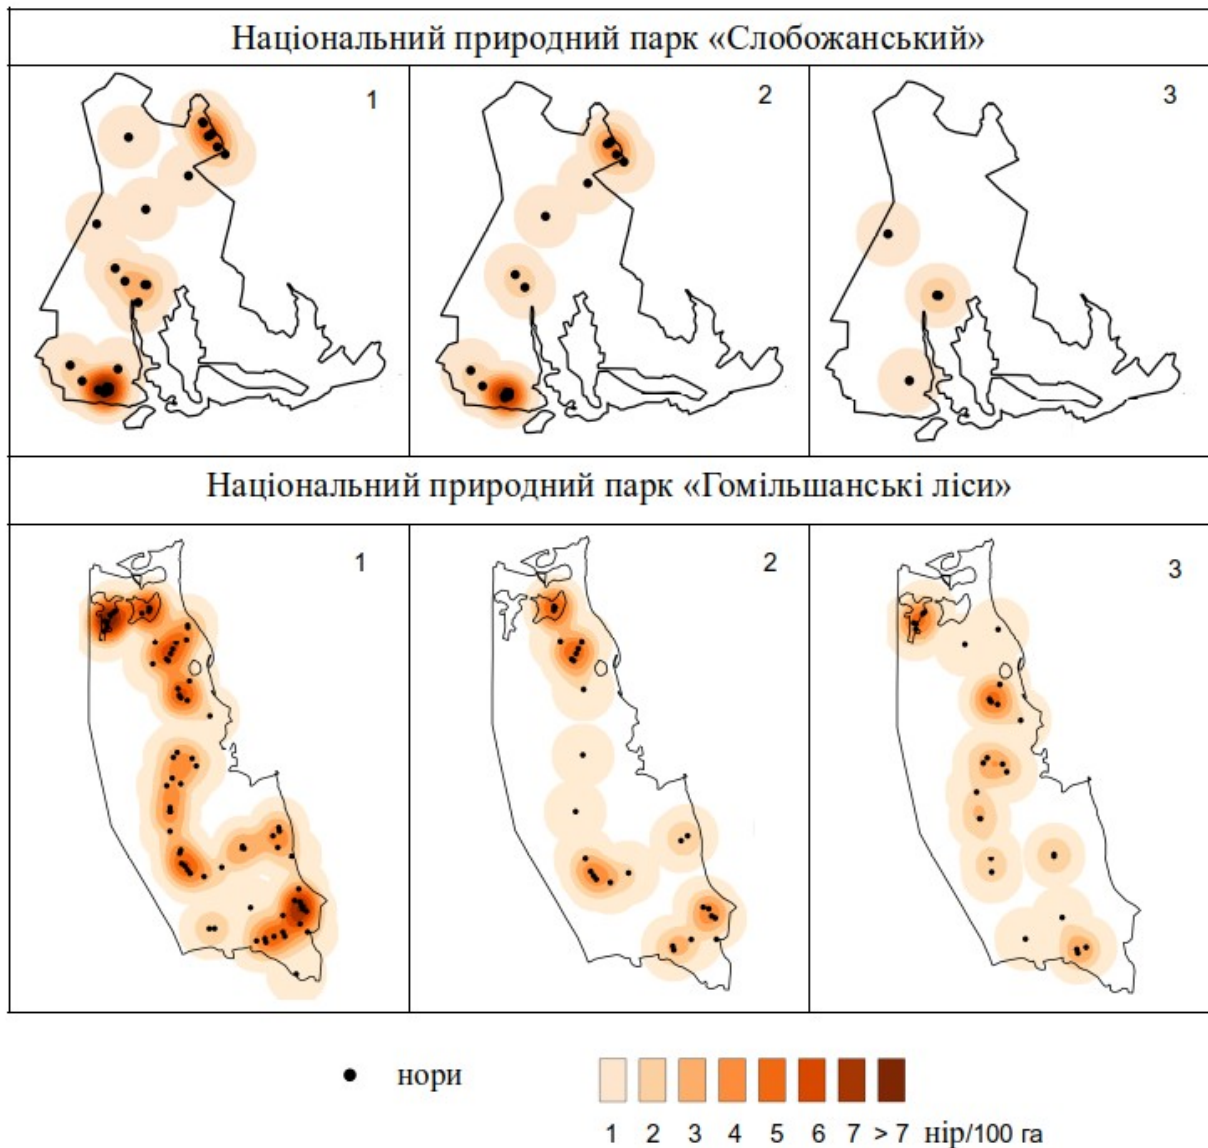 Національний природний парк «Слобожанський»
1
2
3
Національний природний парк «Гомільшанські ліси»
1
2
3
нори
1 2 3 4 5 6 7 > 7 нір/100 га